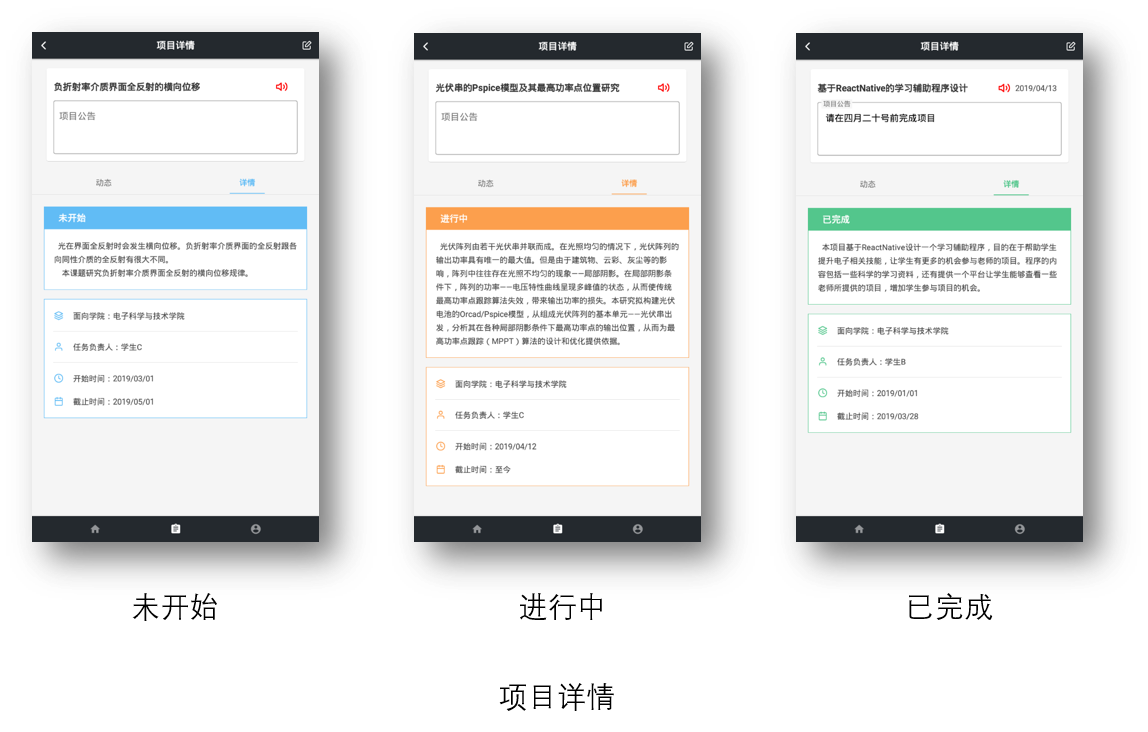 项目详情
负折射率介质界面全反射的横向位移
项目公告
动态
详情
未开始
光在界面全反射时会发生横向位移。负折射率介质界面的全反射跟各
向同性介质的全反射有很大不同。
本课题研究负折射率介质界面全反射的横向位移规律。
面向学院：电子科学与技术学院
任务负责人：学生C
开始时间：2019/03/01
截止时间：2019/05/01
未开始
项目详情
光伏串的Pspice模型及其最高功率点位置研究
项目公告
动态
详情
进行中
光伏阵列由若干光伏串并联而成。在光照均匀的情况下，光伏阵列的
输出功率具有唯一的最大值。但是由于建筑物、云彩、灰尘等的影
响，阵列中往往存在光照不均匀的现象——局部阴影。在局部阴影条
件下，阵列的功率——电压特性曲线呈现多峰值的状态，从而使传统
最高功率点跟踪算法失效，带来输出功率的损失。本研究拟构建光伏
电池的Orcad/Pspice模型，从组成光伏阵列的基本单元——光伏串出
发，分析其在各种局部阴影条件下最高功率点的输出位置，从而为最
高功率点跟踪（MPPT）算法的设计和优化提供依据。
面向学院：电子科学与技术学院
任务负责人：学生C
开始时间：2019/04/12
截止时间：至今
进行中
项目详情
基于ReactNative的学习辅助程序设计
2019/04/13
项目公告
请在四月二十号前完成项目
动态
详情
已完成
本项目基于ReactNative设计一个学习辅助程序，目的在于帮助学生
提升电子相关技能，让学生有更多的机会参与老师的项目。程序的内
容包括一些科学的学习资料，还有提供一个平台让学生能够查看一些
老师所提供的项目，增加学生参与项目的机会。
面向学院：电子科学与技术学院
任务负责人：学生B
开始时间：2019/01/01
截止时间：2019/03/28
已完成
项目详情